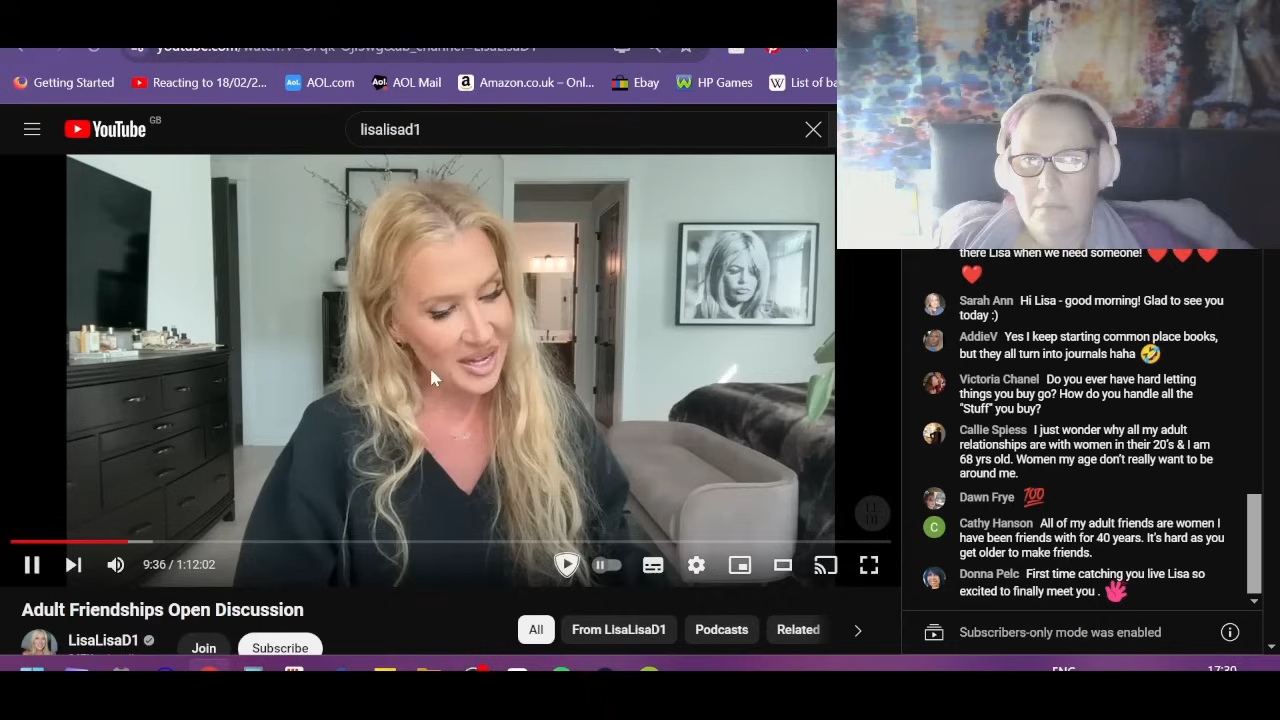 Getting Started
Reacting to 18/02/2...
Aol.
AOL.com
Aol.
AOL Mail
Amazon.co.uk – Onl...
Ebay
HP Games
W
List of ba
YouTube GB
lisalisad1
there Lisa when we need someone!
Sarah Ann Hi Lisa - good morning! Glad to see you
today :)
AddieV Yes I keep starting common place books,
but they all turn into journals haha
Victoria Chanel Do you ever have hard letting
things you buy go? How do you handle all the
"Stuff" you buy?
Callie Spiess I just wonder why all my adult
relationships are with women in their 20's & I am
68 yrs old. Women my age don't really want to be
around me.
Dawn Frye 100
C
Cathy Hanson All of my adult friends are women I
have been friends with for 40 years. It's hard as you
get older to make friends.
Donna Pelc First time catching you live Lisa so
excited to finally meet you .
9:36 / 1:12:02
Adult Friendships Open Discussion
LisaLisaD1
Join
Subscribe
All
From LisaLisaD1
Podcasts
Related
Subscribers-only mode was enabled
ENG
17:30